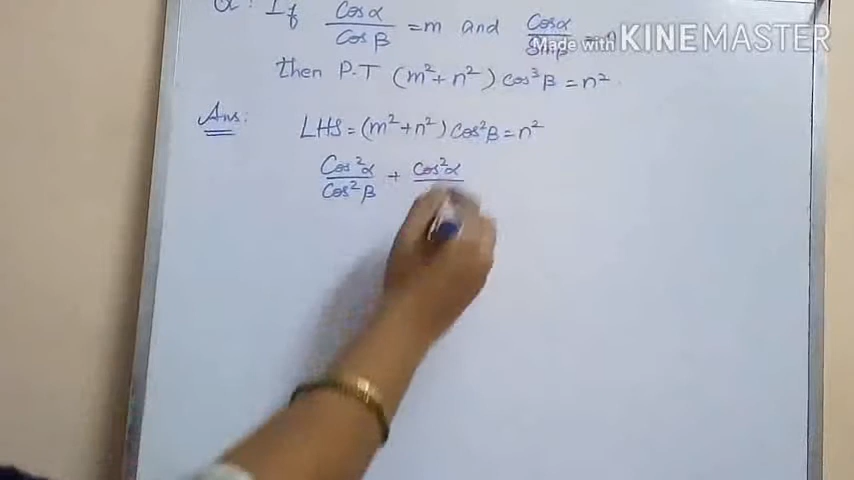 Q: If Cosα/Cosβ = m and Cosα/Sinβ = n
Made with KINEMASTER
then P.T (m²+n²) cos³β = n².
Ans:
LHS = (m²+n²) Cos²β = n²
Cos²α/Cos²β + Cos²α